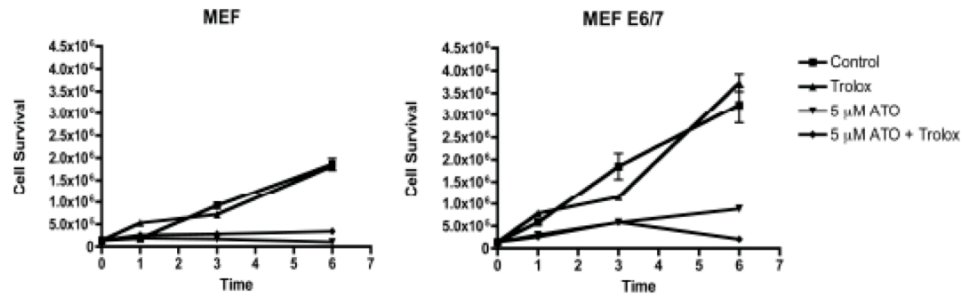 MEF
4.5x10⁶
4.0x10⁶
3.5x10⁶
3.0x10⁶
2.5x10⁶
2.0x10⁶
1.5x10⁶
1.0x10⁶
5.0x10⁵
0
Cell Survival
0 1 2 3 4 5 6 7
Time
MEF E6/7
4.5x10⁶
4.0x10⁶
3.5x10⁶
3.0x10⁶
2.5x10⁶
2.0x10⁶
1.5x10⁶
1.0x10⁶
5.0x10⁵
0
Cell Survival
0 1 2 3 4 5 6 7
Time
Control
Trolox
5 μM ATO
5 μM ATO + Trolox